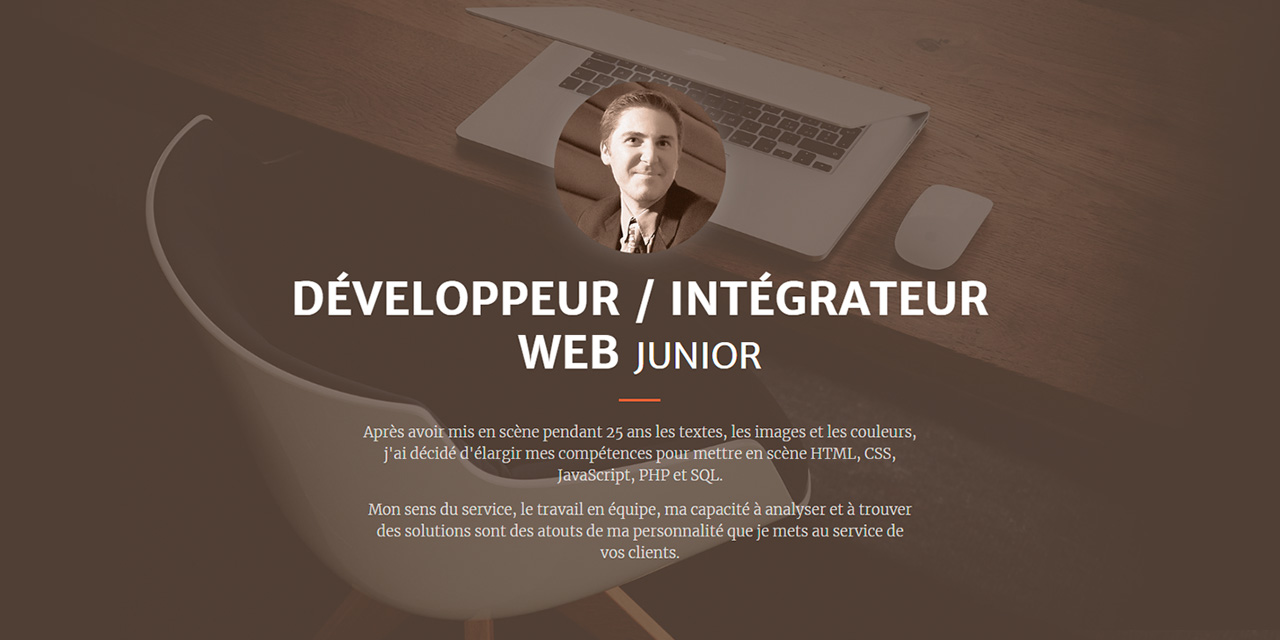 DÉVELOPPEUR / INTÉGRATEUR
WEB JUNIOR
Après avoir mis en scène pendant 25 ans les textes, les images et les couleurs,
j'ai décidé d'élargir mes compétences pour mettre en scène HTML, CSS,
JavaScript, PHP et SQL.
Mon sens du service, le travail en équipe, ma capacité à analyser et à trouver
des solutions sont des atouts de ma personnalité que je mets au service de
vos clients.